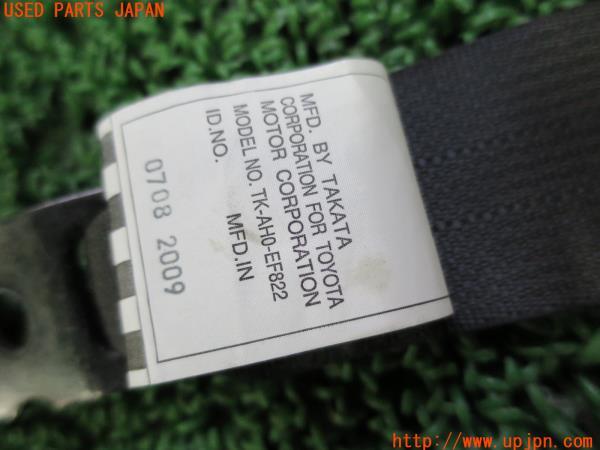 USED PARTS JAPAN
MFD. BY TAKATA
CORPORATION FOR TOYOTA
MOTOR CORPORATION
MODEL NO. TK-AH0-EF822
ID.NO. MFD.IN
0708 2009
http://www.upjpn.com